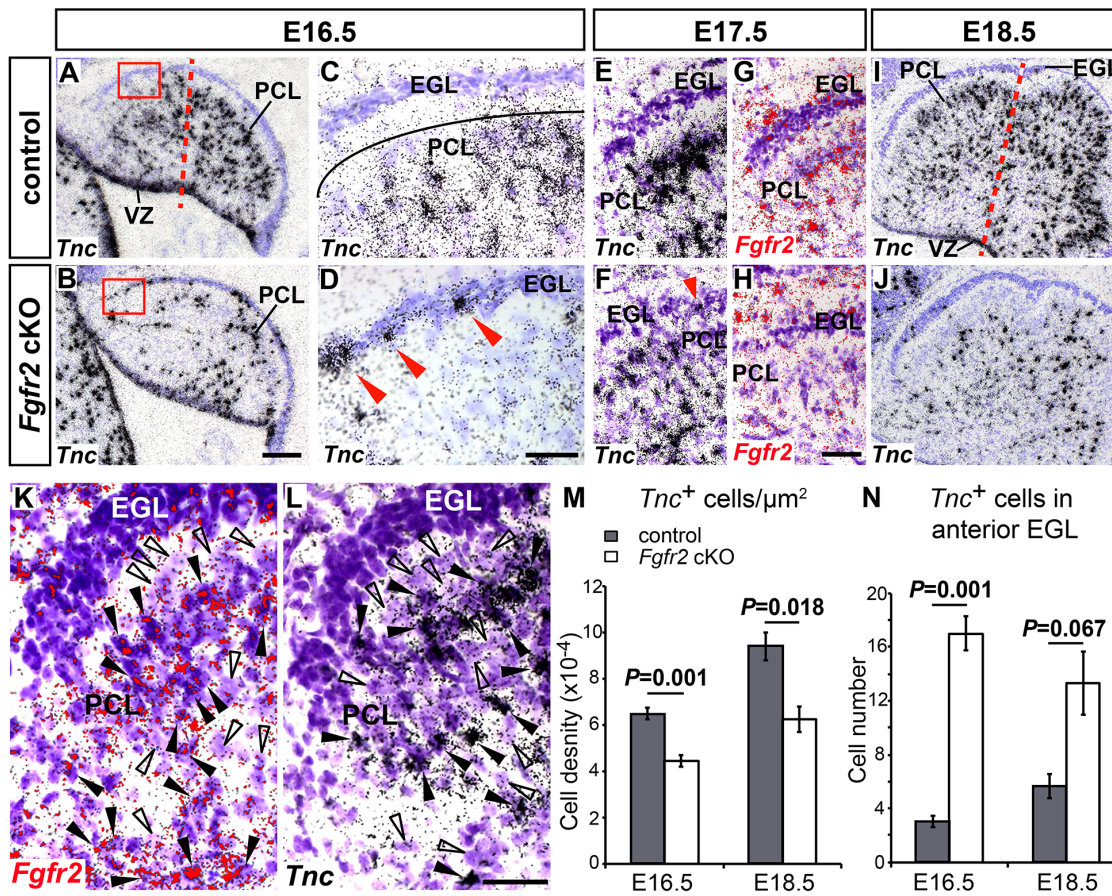 E16.5 E17.5 E18.5
control
Fgfr2 cKO
A PCL VZ Tnc
C EGL PCL Tnc
E EGL PCL Tnc
G EGL PCL Fgfr2
I PCL EGL VZ Tnc
B PCL Tnc
D EGL Tnc
F EGL PCL Tnc
H EGL PCL Fgfr2
J Tnc
K EGL PCL Fgfr2
L EGL PCL Tnc
M Tnc+ cells/µm²
control
Fgfr2 cKO
Cell desnity (x10⁻⁴)
12
10
8
6
4
2
0
P=0.001
P=0.018
E16.5 E18.5
N Tnc+ cells in
anterior EGL
Cell number
20
16
12
8
4
0
P=0.001
P=0.067
E16.5 E18.5